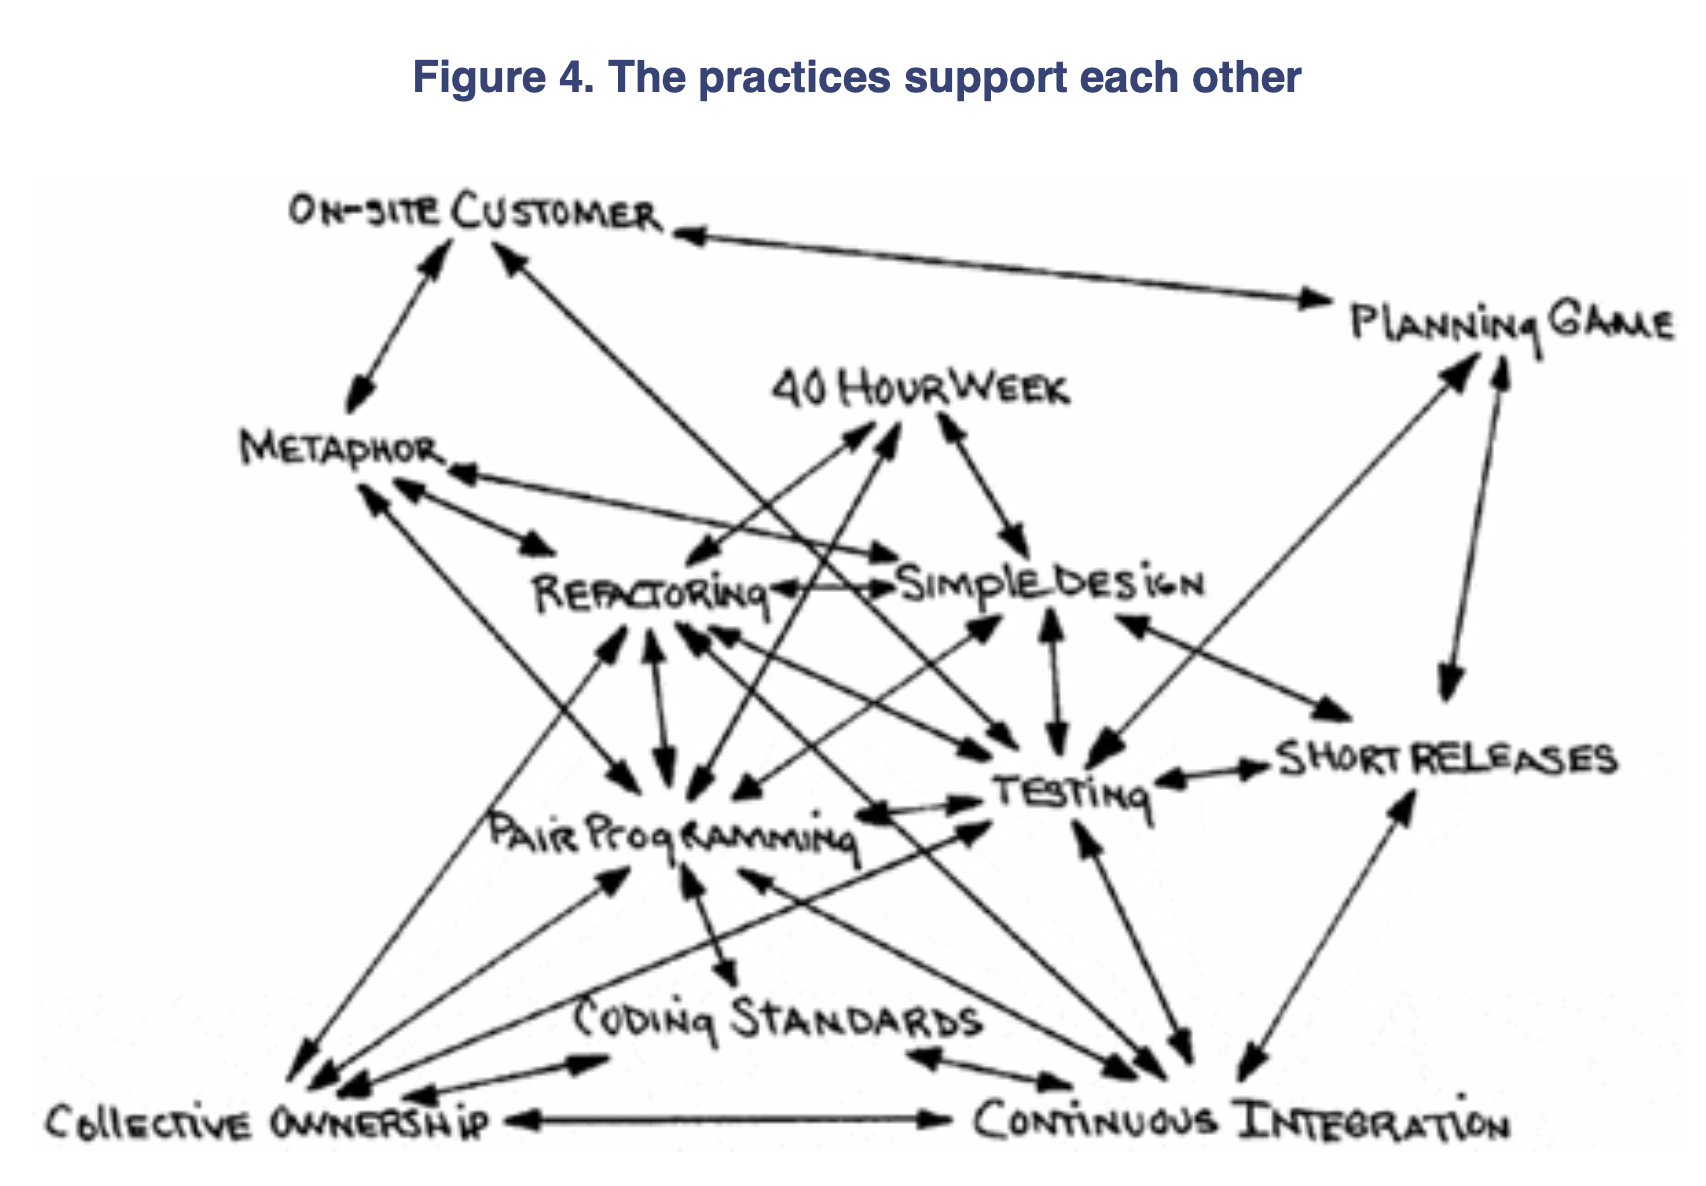 Figure 4. The practices support each other
ON-SITE CUSTOMER
PLANNING GAME
40 HOUR WEEK
METAPHOR
REFACTORING
SIMPLE DESIGN
SHORT RELEASES
TESTING
PAIR PROGRAMMING
CODING STANDARDS
COLLECTIVE OWNERSHIP
CONTINUOUS INTEGRATION